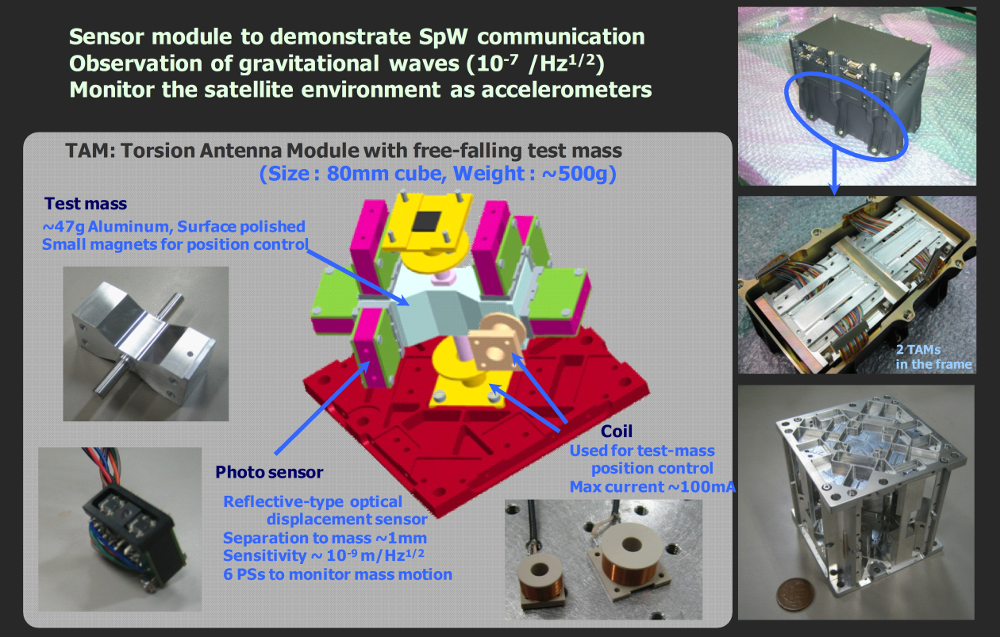 Sensor module to demonstrate SpW communication
Observation of gravitational waves (10⁻⁷ /Hz¹ᐟ²)
Monitor the satellite environment as accelerometers
TAM: Torsion Antenna Module with free-falling test mass
(Size : 80mm cube, Weight : ~500g)
Test mass
~47g Aluminum, Surface polished
Small magnets for position control
Photo sensor
Reflective-type optical
displacement sensor
Separation to mass ~1mm
Sensitivity ~ 10⁻⁹ m/Hz¹ᐟ²
6 PSs to monitor mass motion
Coil
Used for test-mass
position control
Max current ~100mA
2 TAMs
in the frame